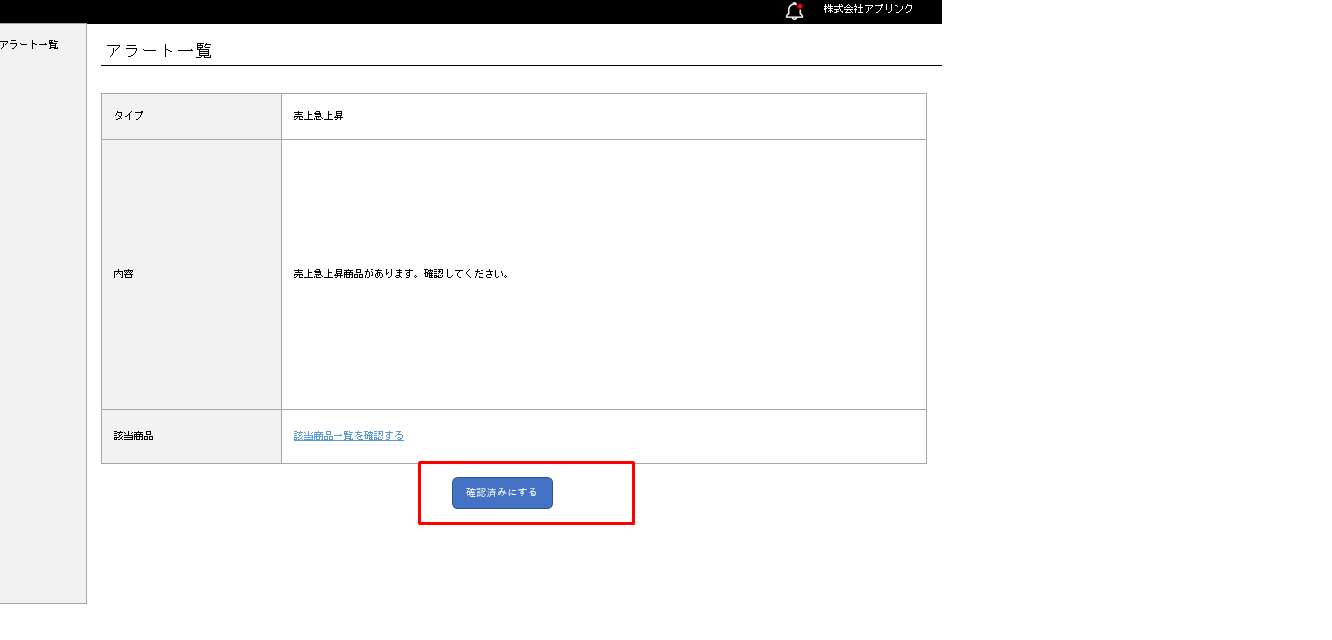 株式会社アプリンク
アラート一覧
アラート一覧
タイプ
売上急上昇
内容
売上急上昇商品があります。確認してください。
該当商品
該当商品一覧を確認する
確認済みにする